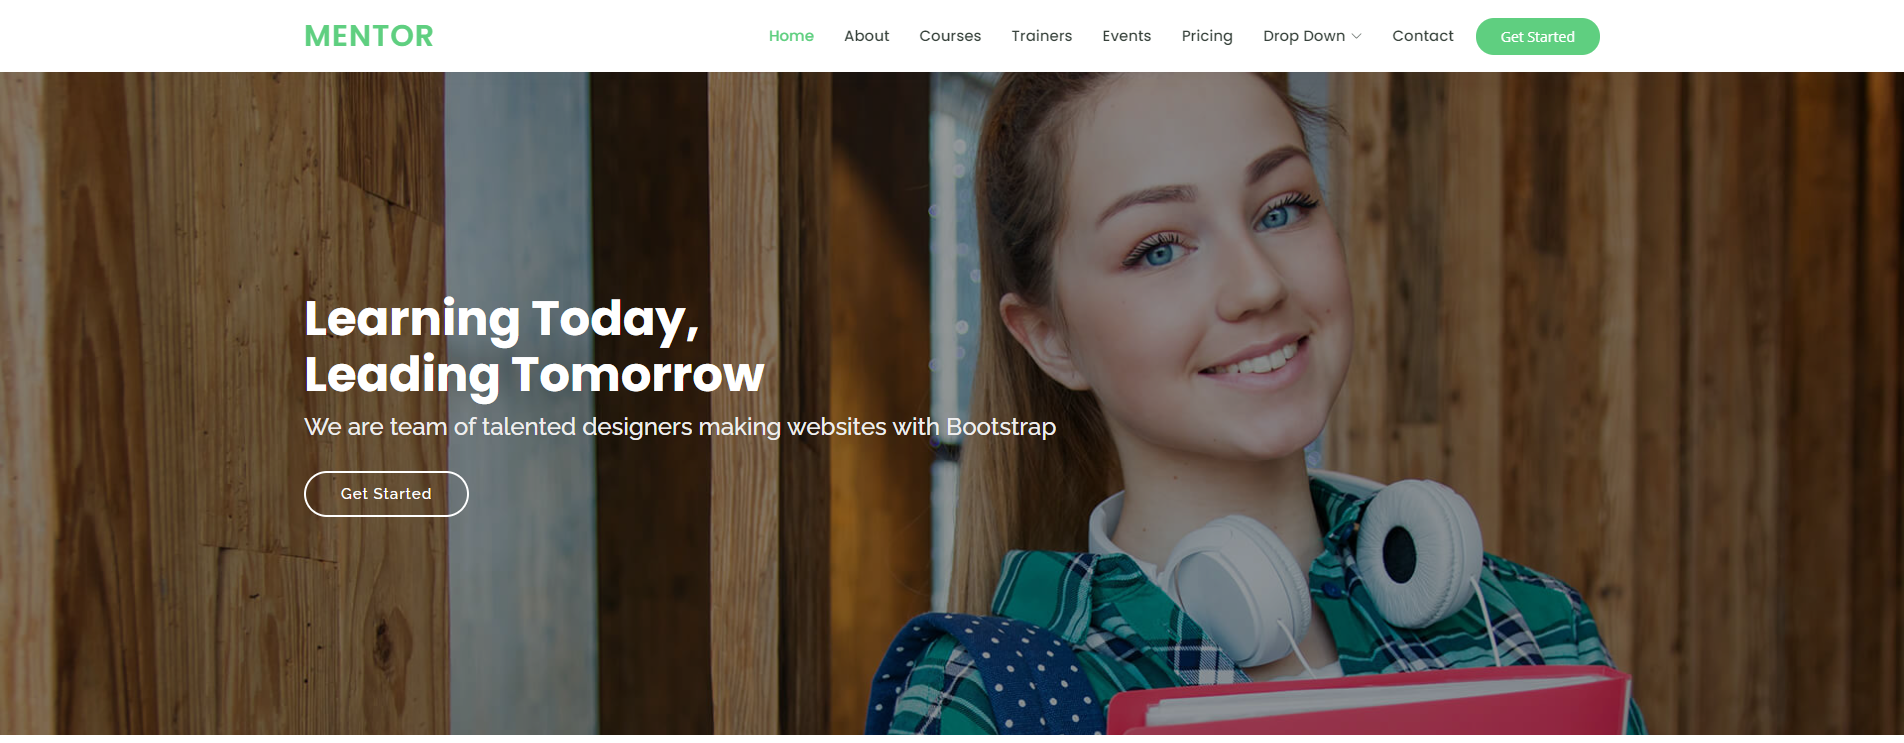 MENTOR
Home About Courses Trainers Events Pricing Drop Down Contact Get Started
Learning Today,
Leading Tomorrow
We are team of talented designers making websites with Bootstrap
Get Started